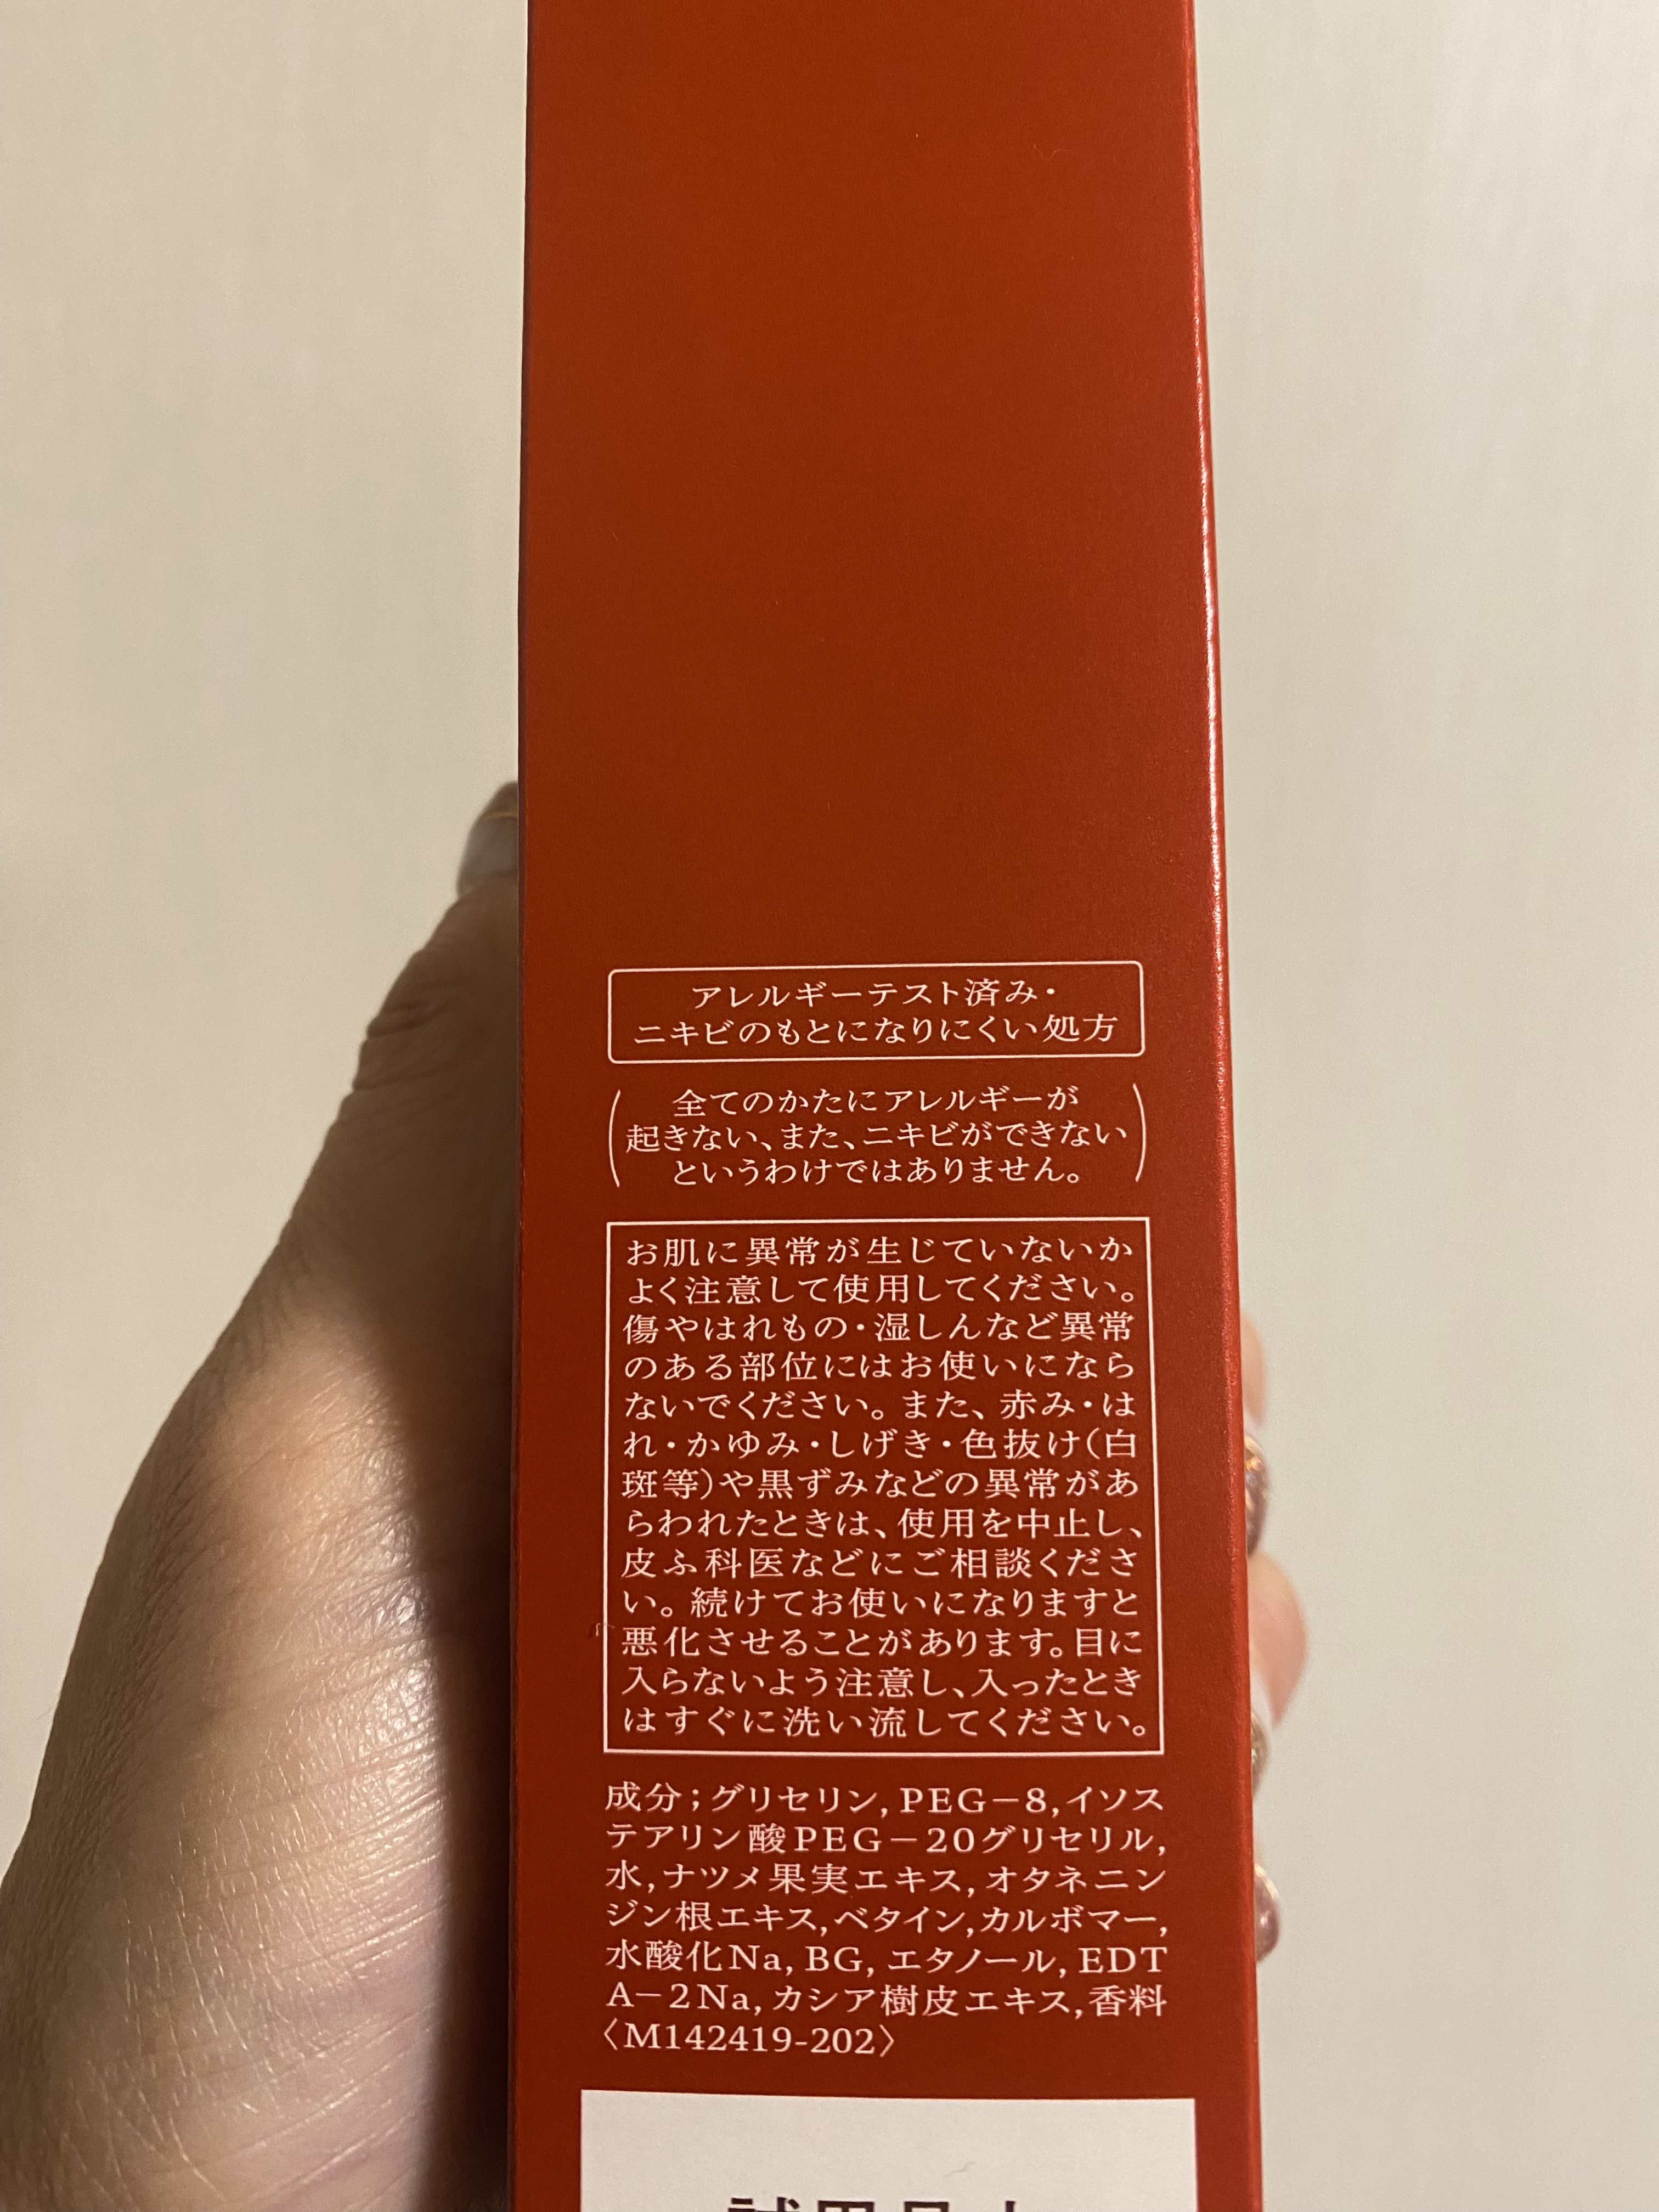 アレルギーテスト済み・
ニキビのもとになりにくい処方
(全てのかたにアレルギーが
起きない、また、ニキビができない
というわけではありません。)
お肌に異常が生じていないか
よく注意して使用してください。
傷やはれもの・湿しんなど異常
のある部位にはお使いになら
ないでください。また、赤み・は
れ・かゆみ・しげき・色抜け(白
斑等)や黒ずみなどの異常があ
らわれたときは、使用を中止し、
皮ふ科医などにご相談くださ
い。続けてお使いになりますと
悪化させることがあります。目に
入らないよう注意し、入ったとき
はすぐに洗い流してください。
成分;グリセリン, PEG-8, イソス
テアリン酸PEG-20グリセリル,
水, ナツメ果実エキス, オタネニン
ジン根エキス, ベタイン, カルボマー,
水酸化Na, BG, エタノール, EDT
A-2Na, カシア樹皮エキス, 香料
〈M142419-202〉